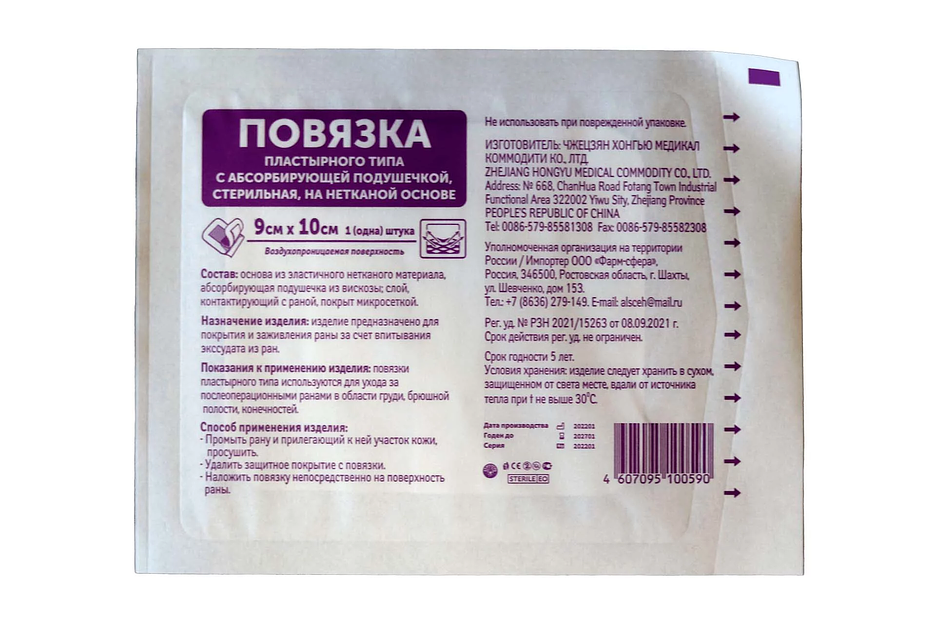 ПОВЯЗКА
ПЛАСТЫРНОГО ТИПА
С АБСОРБИРУЮЩЕЙ ПОДУШЕЧКОЙ,
СТЕРИЛЬНАЯ, НА НЕТКАНОЙ ОСНОВЕ
9см х 10см 1 (одна) штука
Воздухопроницаемая поверхность
Состав: основа из эластичного нетканого материала,
абсорбирующая подушечка из вискозы; слой,
контактирующий с раной, покрыт микросеткой.
Назначение изделия: изделие предназначено для
покрытия и заживления раны за счет впитывания
экссудата из ран.
Показания к применению изделия: повязки
пластырного типа используются для ухода за
послеоперационными ранами в области груди, брюшной
полости, конечностей.
Способ применения изделия:
- Промыть рану и прилегающий к ней участок кожи,
просушить.
- Удалить защитное покрытие с повязки.
- Наложить повязку непосредственно на поверхность
раны.
Не использовать при поврежденной упаковке.
ИЗГОТОВИТЕЛЬ: ЧЖЕЦЗЯН ХОНГЬЮ МЕДИКАЛ
КОММОДИТИ КО., ЛТД.
ZHEJIANG HONGYU MEDICAL COMMODITY CO., LTD.
Address: № 668, ChanHua Road Fotang Town Industrial
Functional Area 322002 Yiwu Sity, Zhejiang Province
PEOPLE'S REPUBLIC OF CHINA
Tel: 0086-579-85581308 Fax: 0086-579-85582308
Уполномоченная организация на территории
России / Импортер ООО «Фарм-сфера»,
Россия, 346500, Ростовская область, г. Шахты,
ул. Шевченко, дом 153.
Тел.: +7 (8636) 279-149. E-mail: alsceh@mail.ru
Рег. уд. № РЗН 2021/15263 от 08.09.2021 г.
Срок действия рег. уд. не ограничен.
Срок годности 5 лет.
Условия хранения: изделие следует хранить в сухом,
защищенном от света месте, вдали от источника
тепла при t не выше 30°С.
Дата производства 202201
Годен до 202701
Серия 202201
CE
STERILE EO
4 607095 100590